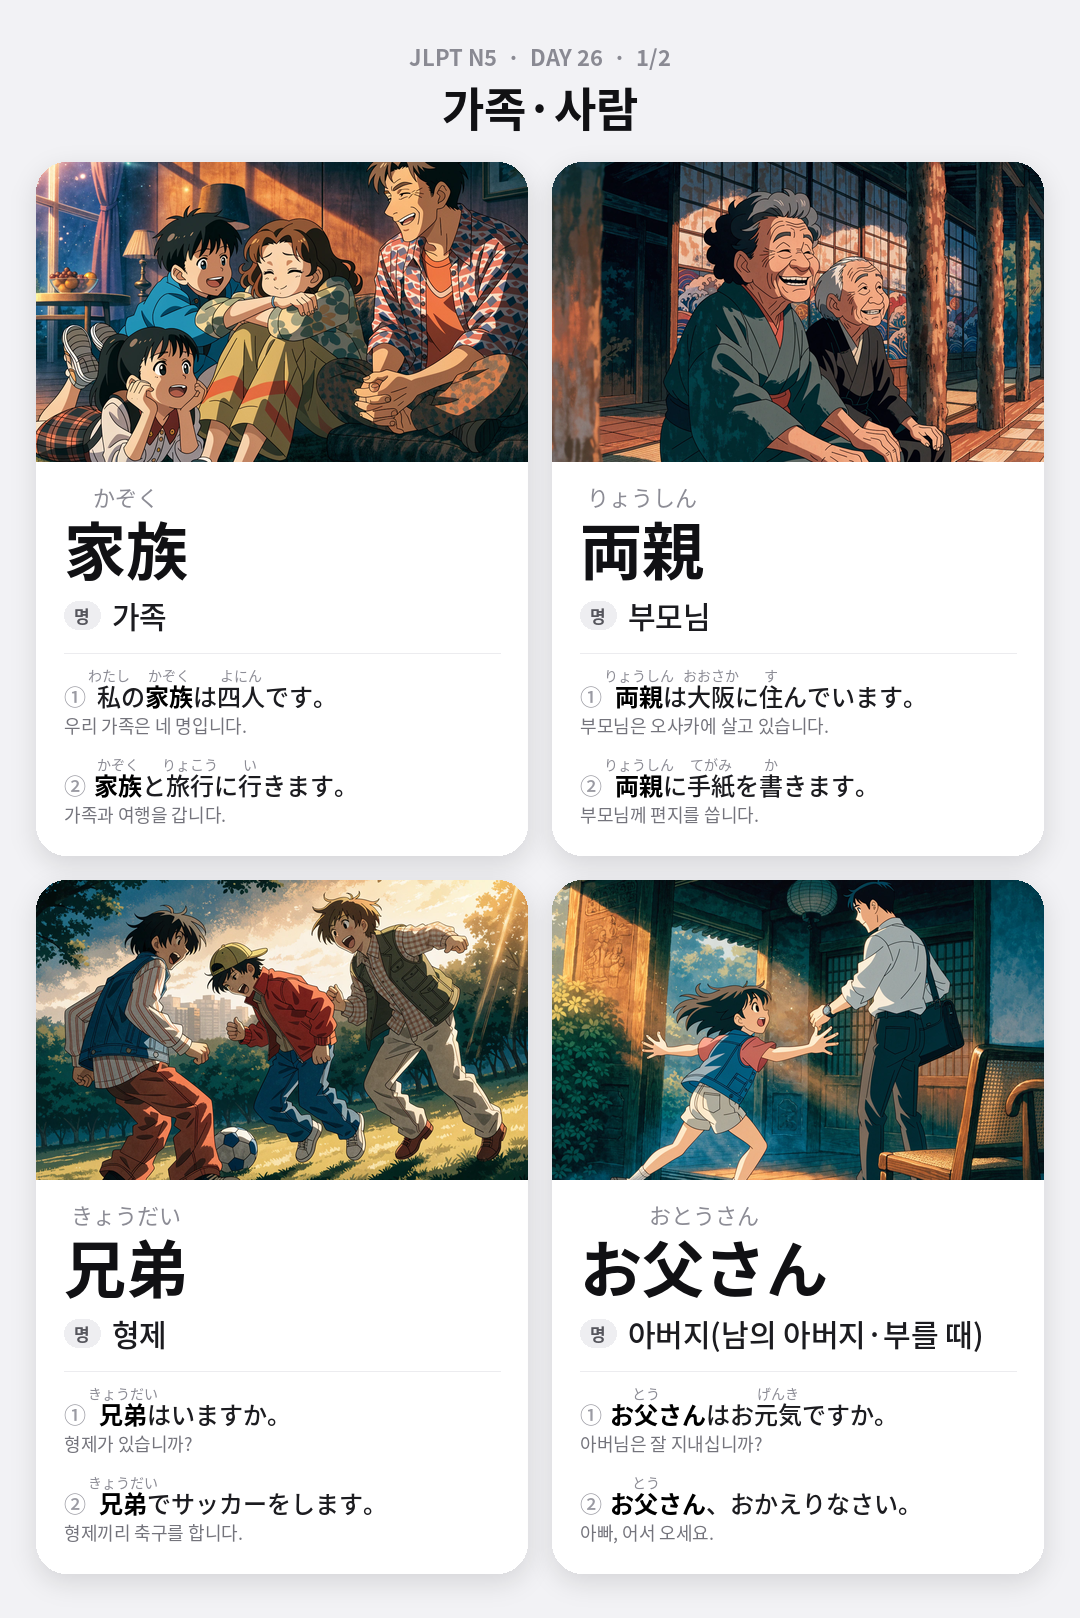 JLPT N5 · DAY 26 · 1/2
가족·사람
かぞく
家族
명 가족
わたし かぞく よにん
① 私の家族は四人です。
우리 가족은 네 명입니다.
かぞく りょこう い
② 家族と旅行に行きます。
가족과 여행을 갑니다.
りょうしん
両親
명 부모님
りょうしん おおさか す
① 両親は大阪に住んでいます。
부모님은 오사카에 살고 있습니다.
りょうしん てがみ か
② 両親に手紙を書きます。
부모님께 편지를 씁니다.
きょうだい
兄弟
명 형제
きょうだい
① 兄弟はいますか。
형제가 있습니까?
きょうだい
② 兄弟でサッカーをします。
형제끼리 축구를 합니다.
おとうさん
お父さん
명 아버지(남의 아버지·부를 때)
とう げんき
① お父さんはお元気ですか。
아버님은 잘 지내십니까?
とう
② お父さん、おかえりなさい。
아빠, 어서 오세요.